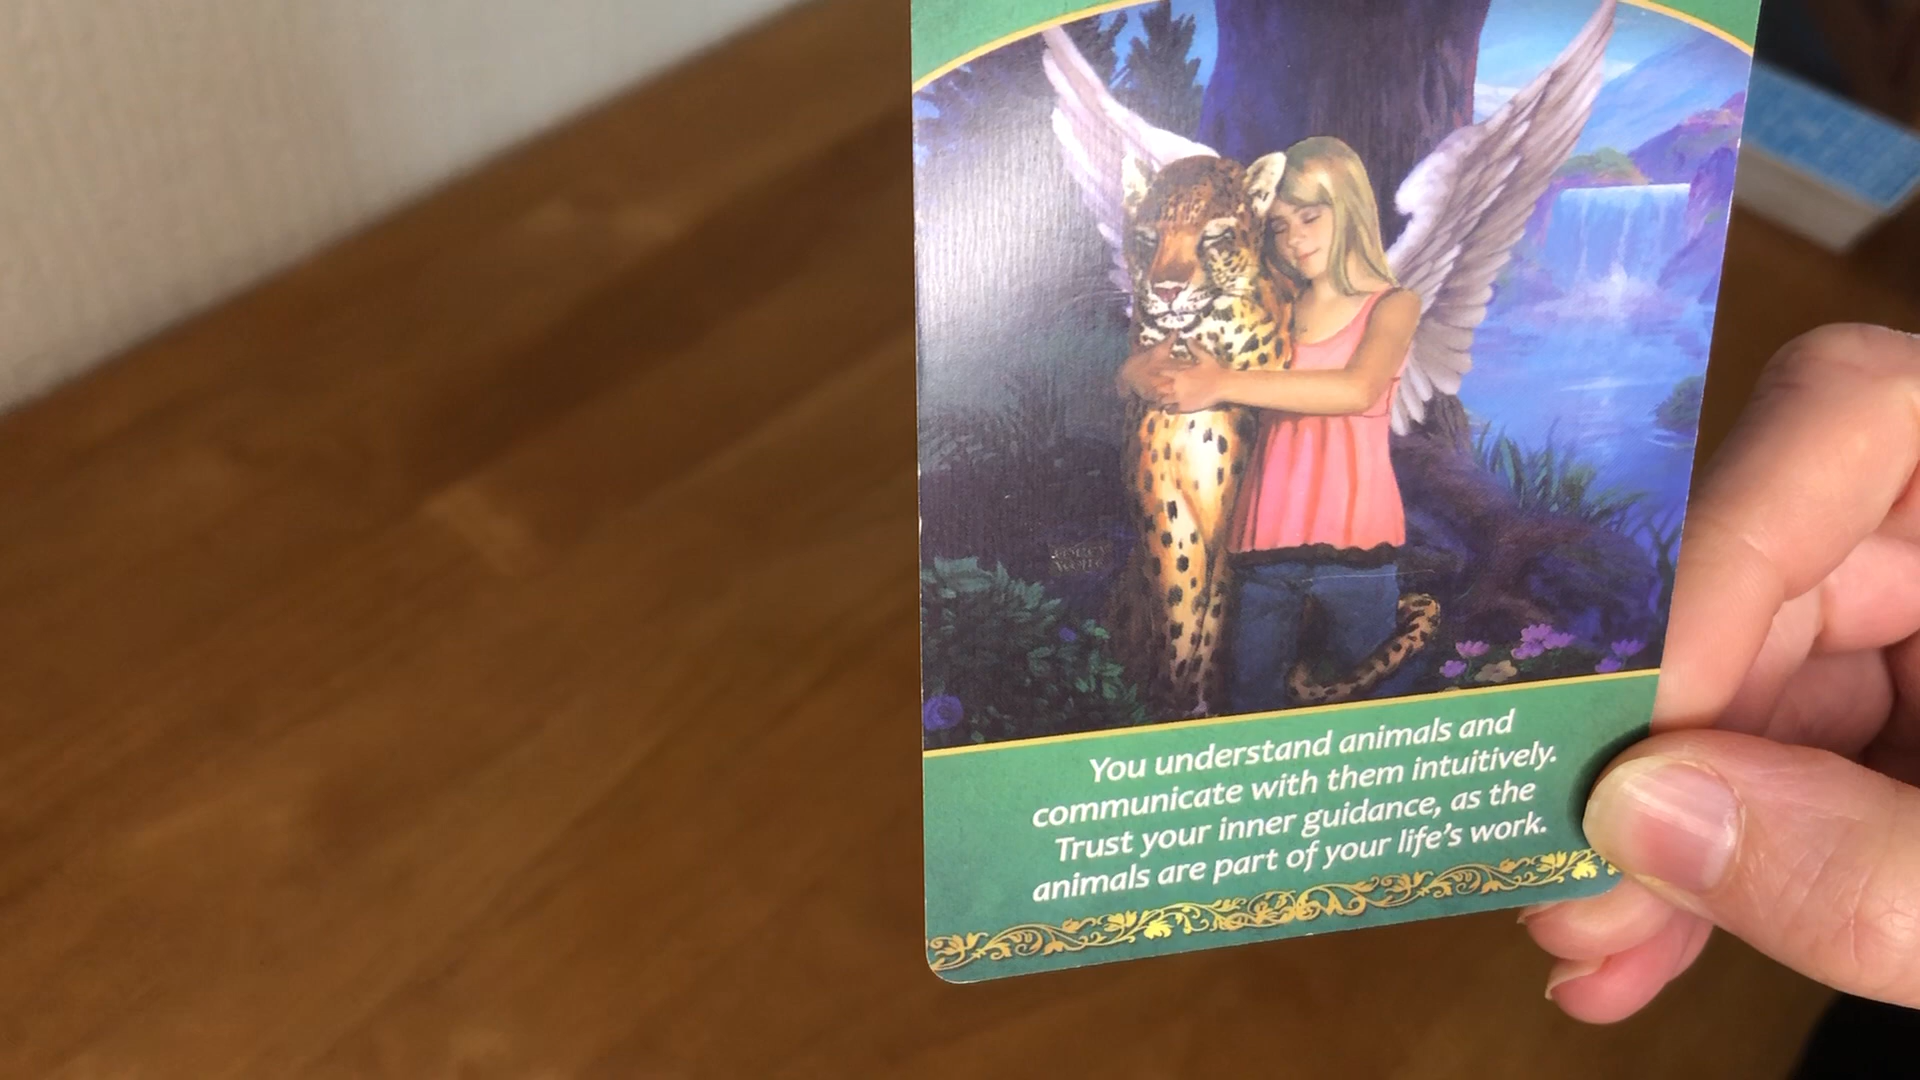 You understand animals and
communicate with them intuitively.
Trust your inner guidance, as the
animals are part of your life's work.